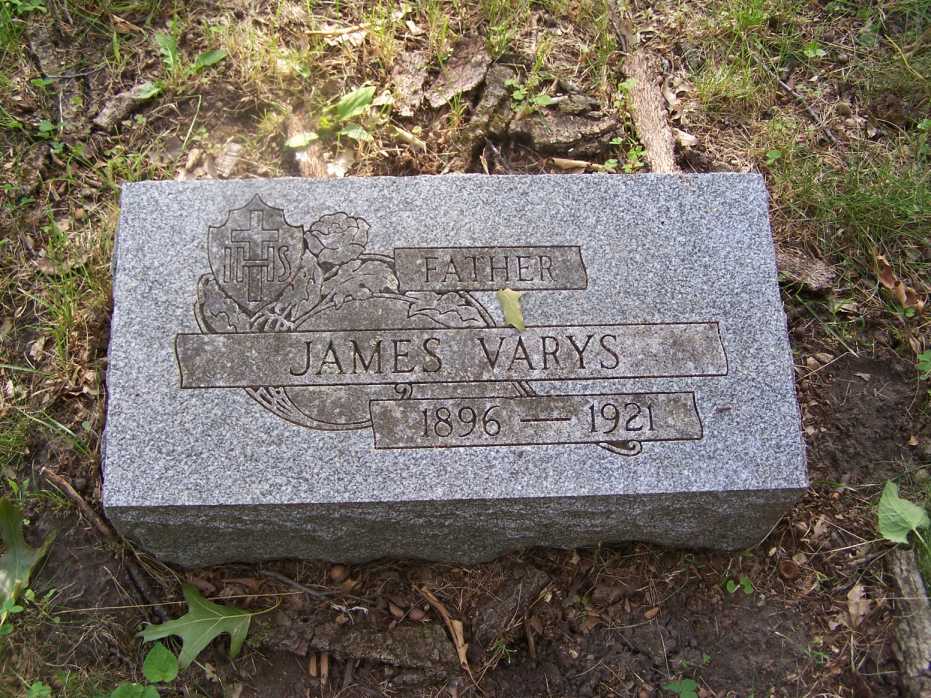 IHS
FATHER
JAMES VARYS
1896 — 1921